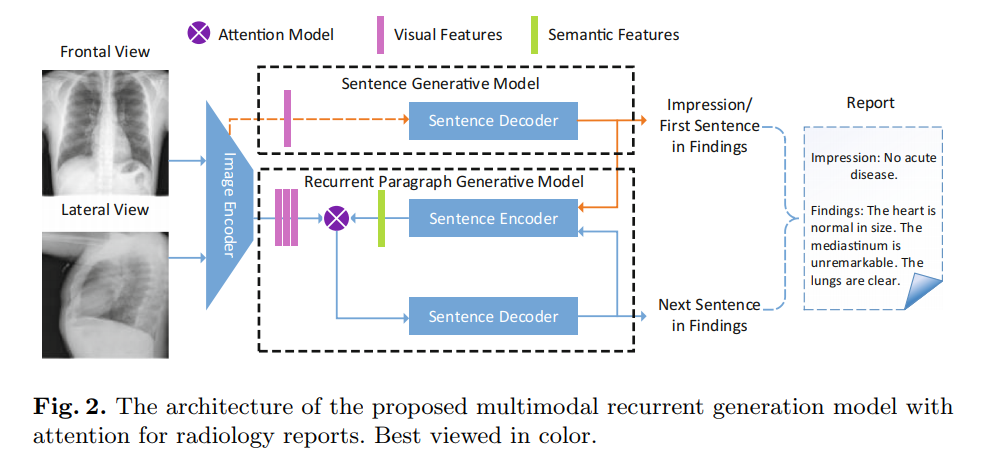 Attention Model
Visual Features
Semantic Features
Frontal View
Lateral View
Image Encoder
Sentence Generative Model
Sentence Decoder
Recurrent Paragraph Generative Model
Sentence Encoder
Sentence Decoder
Impression/
First Sentence
in Findings
Next Sentence
in Findings
Report
Impression: No acute
disease.
Findings: The heart is
normal in size. The
mediastinum is
unremarkable. The
lungs are clear.
Fig. 2. The architecture of the proposed multimodal recurrent generation model with
attention for radiology reports. Best viewed in color.